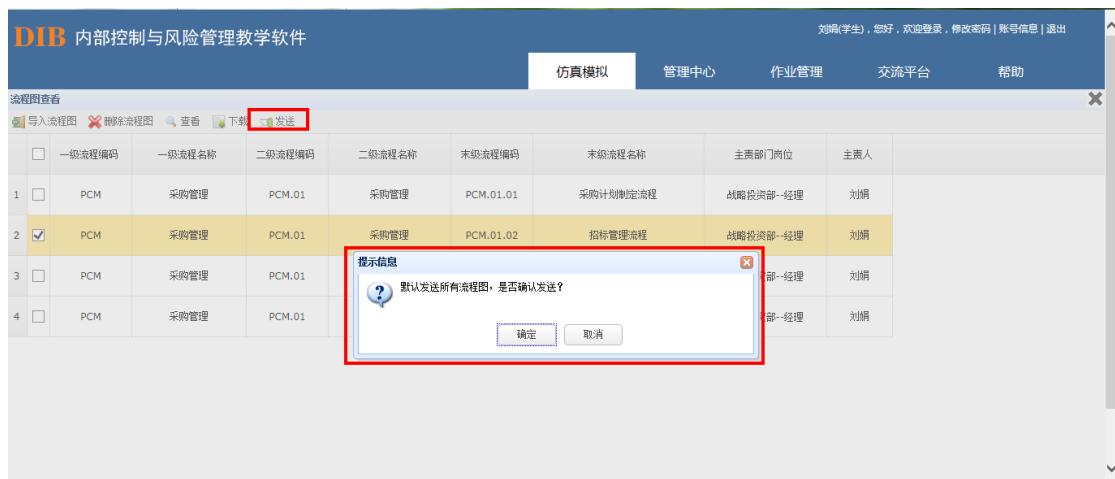 DIB 内部控制与风险管理教学软件
刘娟(学生)，您好，欢迎登录，修改密码 | 账号信息 | 退出
仿真模拟 管理中心 作业管理 交流平台 帮助
流程图查看
导入流程图 删除流程图 查看 下载 发送
一级流程编码 一级流程名称 二级流程编码 二级流程名称 末级流程编码 末级流程名称 主责部门岗位 主责人
1 PCM 采购管理 PCM.01 采购管理 PCM.01.01 采购计划制定流程 战略投资部--经理 刘娟
2 PCM 采购管理 PCM.01 采购管理 PCM.01.02 招标管理流程 战略投资部--经理 刘娟
3 PCM 采购管理 PCM.01 部--经理 刘娟
4 PCM 采购管理 PCM.01 部--经理 刘娟
提示信息
默认发送所有流程图，是否确认发送?
确定 取消